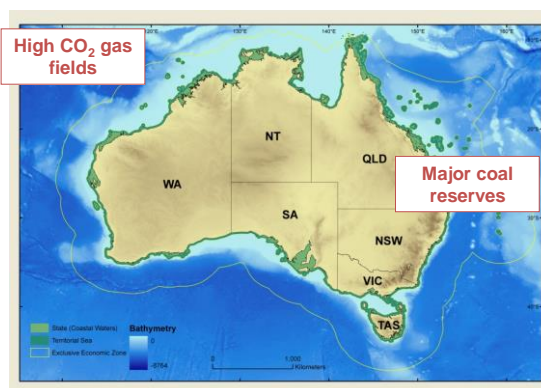 High CO₂ gas
fields
NT
WA
QLD
Major coal
reserves
SA
NSW
VIC
TAS
State (Coastal Waters)
Territorial Sea
Exclusive Economic Zone
Bathymetry
0
0
1,000
Kilometers